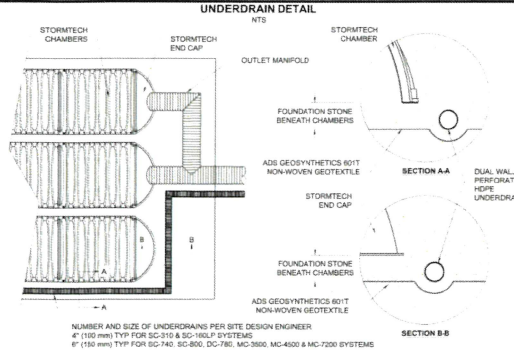 UNDERDRAIN DETAIL
NTS
STORMTECH
CHAMBERS
STORMTECH
END CAP
OUTLET MANIFOLD
STORMTECH
CHAMBER
FOUNDATION STONE
BENEATH CHAMBERS
ADS GEOSYNTHETICS 601T
NON-WOVEN GEOTEXTILE
SECTION A-A
DUAL WALL
PERFORAT
HDPE
UNDERDRA
STORMTECH
END CAP
FOUNDATION STONE
BENEATH CHAMBERS
ADS GEOSYNTHETICS 601T
NON-WOVEN GEOTEXTILE
SECTION B-B
B
B
A
A
NUMBER AND SIZE OF UNDERDRAINS PER SITE DESIGN ENGINEER
4" (100 mm) TYP FOR SC-310 & SC-160LP SYSTEMS
6" (150 mm) TYP FOR SC-740, SC-800, DC-780, MC-3500, MC-4500 & MC-7200 SYSTEMS